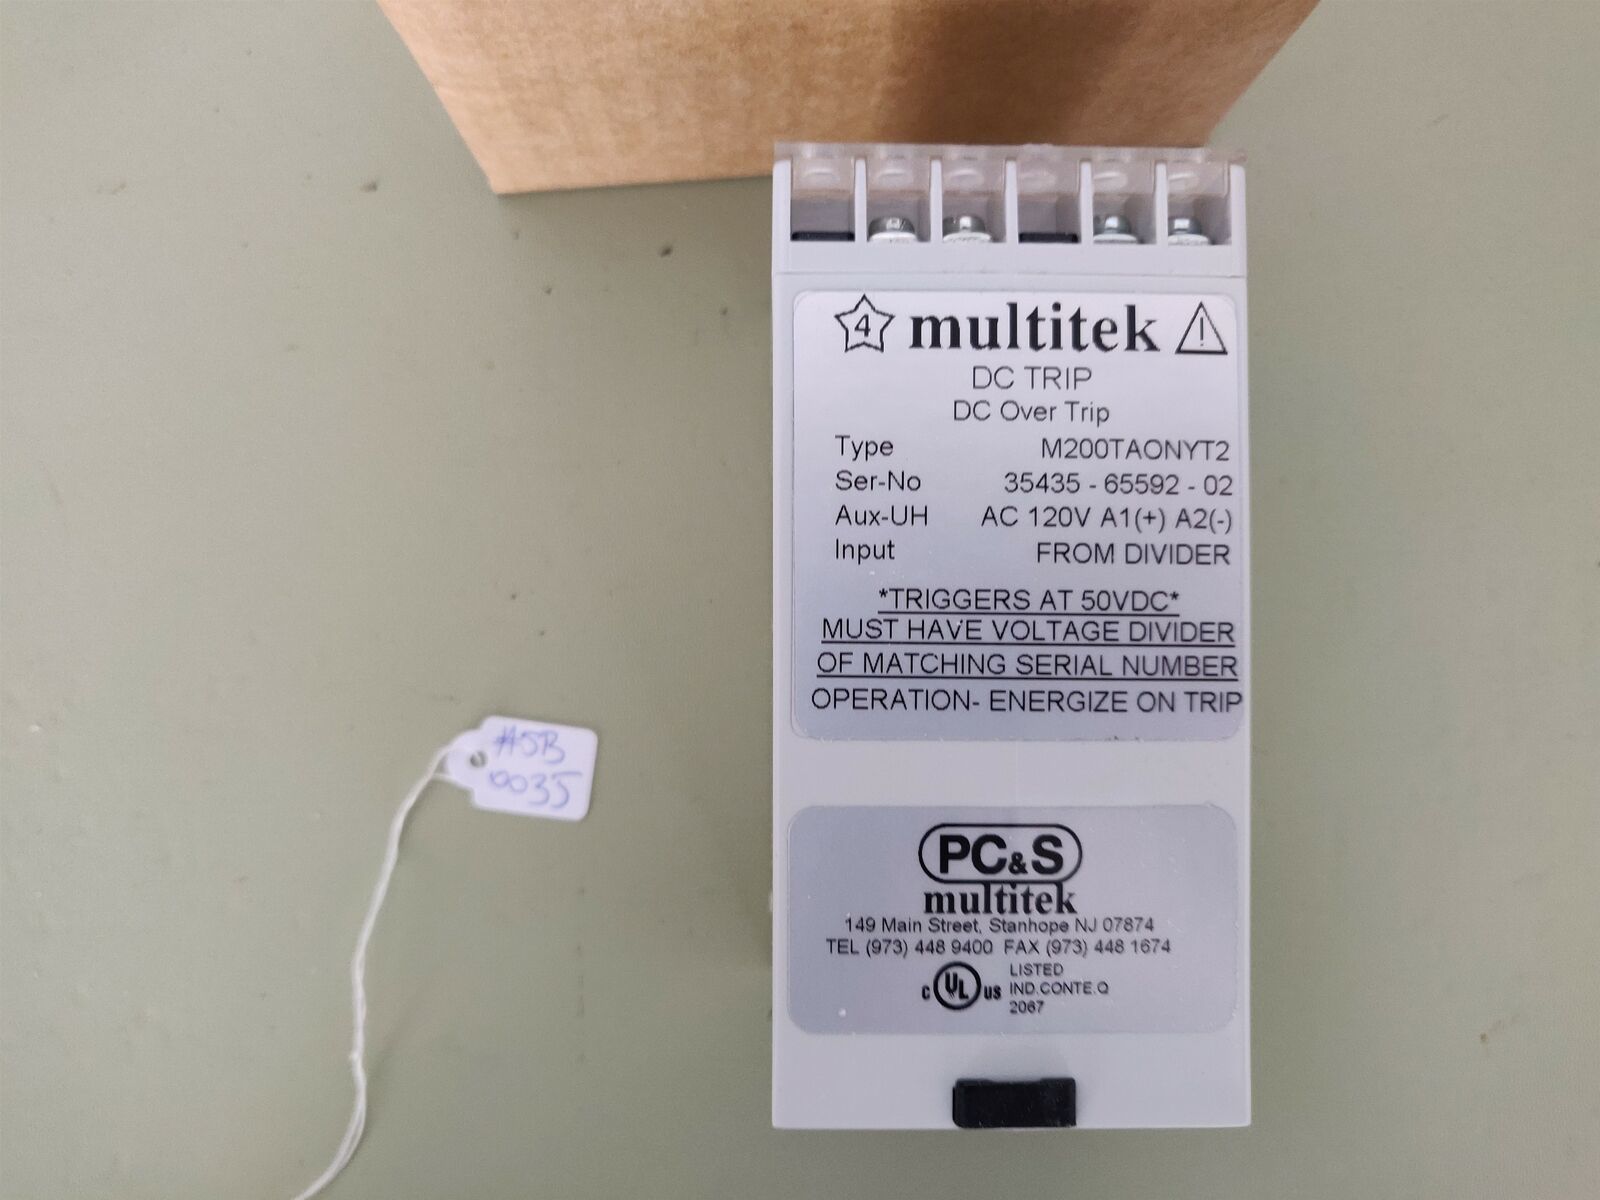 4 multitek
DC TRIP
DC Over Trip
Type M200TAONYT2
Ser-No 35435 - 65592 - 02
Aux-UH AC 120V A1(+) A2(-)
Input FROM DIVIDER
*TRIGGERS AT 50VDC*
MUST HAVE VOLTAGE DIVIDER
OF MATCHING SERIAL NUMBER
OPERATION- ENERGIZE ON TRIP
#5B
0035
PC&S
multitek
149 Main Street, Stanhope NJ 07874
TEL (973) 448 9400 FAX (973) 448 1674
C UL US LISTED
IND.CONTE.Q
2067